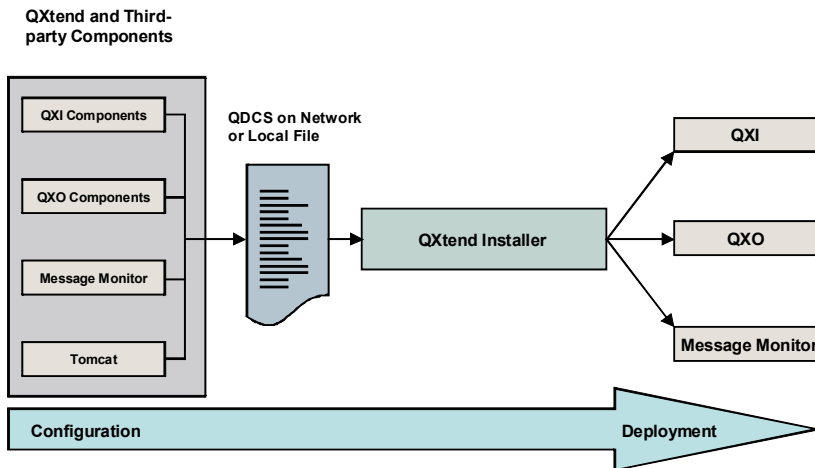 QXtend and Third-
party Components
QXI Components
QXO Components
Message Monitor
Tomcat
QDCS on Network
or Local File
QXtend Installer
QXI
QXO
Message Monitor
Configuration
Deployment